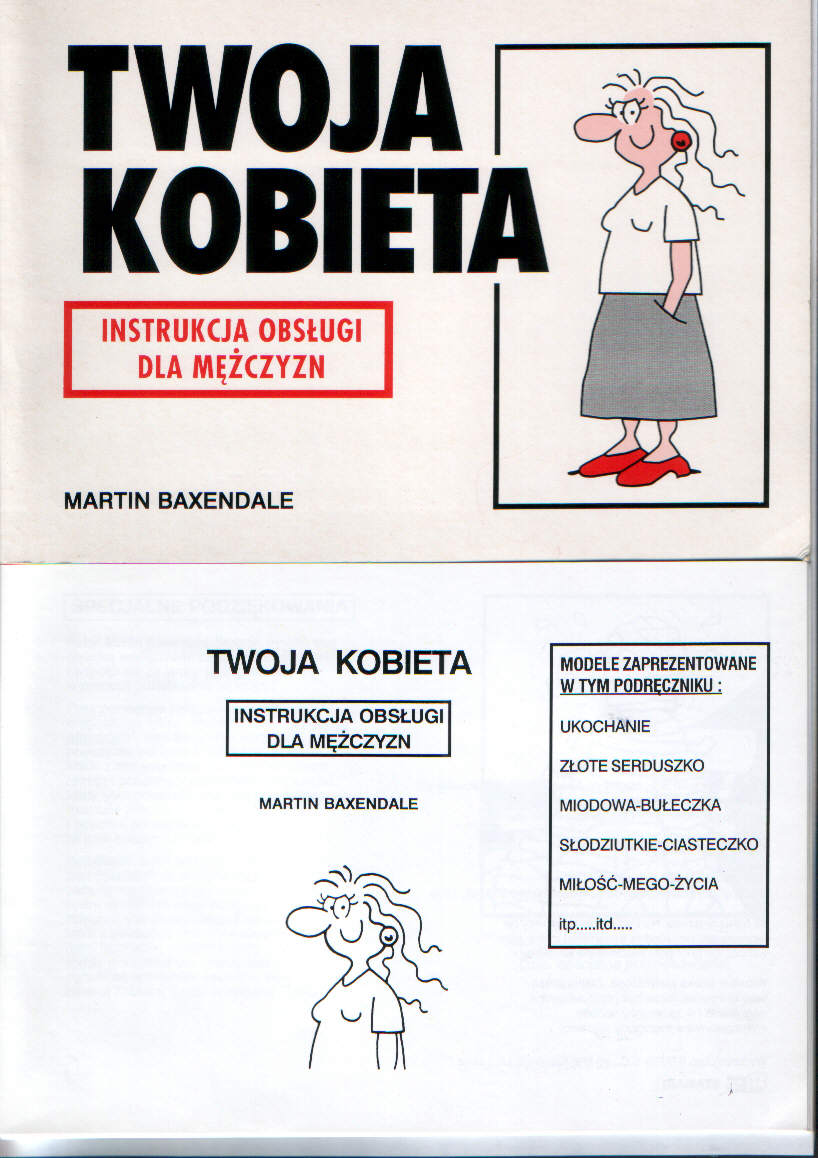 TWOJA
KOBIETA
INSTRUKCJA OBSŁUGI
DLA MĘŻCZYZN
MARTIN BAXENDALE
TWOJA KOBIETA
INSTRUKCJA OBSŁUGI
DLA MĘŻCZYZN
MARTIN BAXENDALE
MODELE ZAPREZENTOWANE
W TYM PODRĘCZNIKU :
UKOCHANIE
ZŁOTE SERDUSZKO
MIODOWA-BUŁECZKA
SŁODZIUTKIE-CIASTECZKO
MIŁOŚĆ-MEGO-ŻYCIA
itp.....itd.....